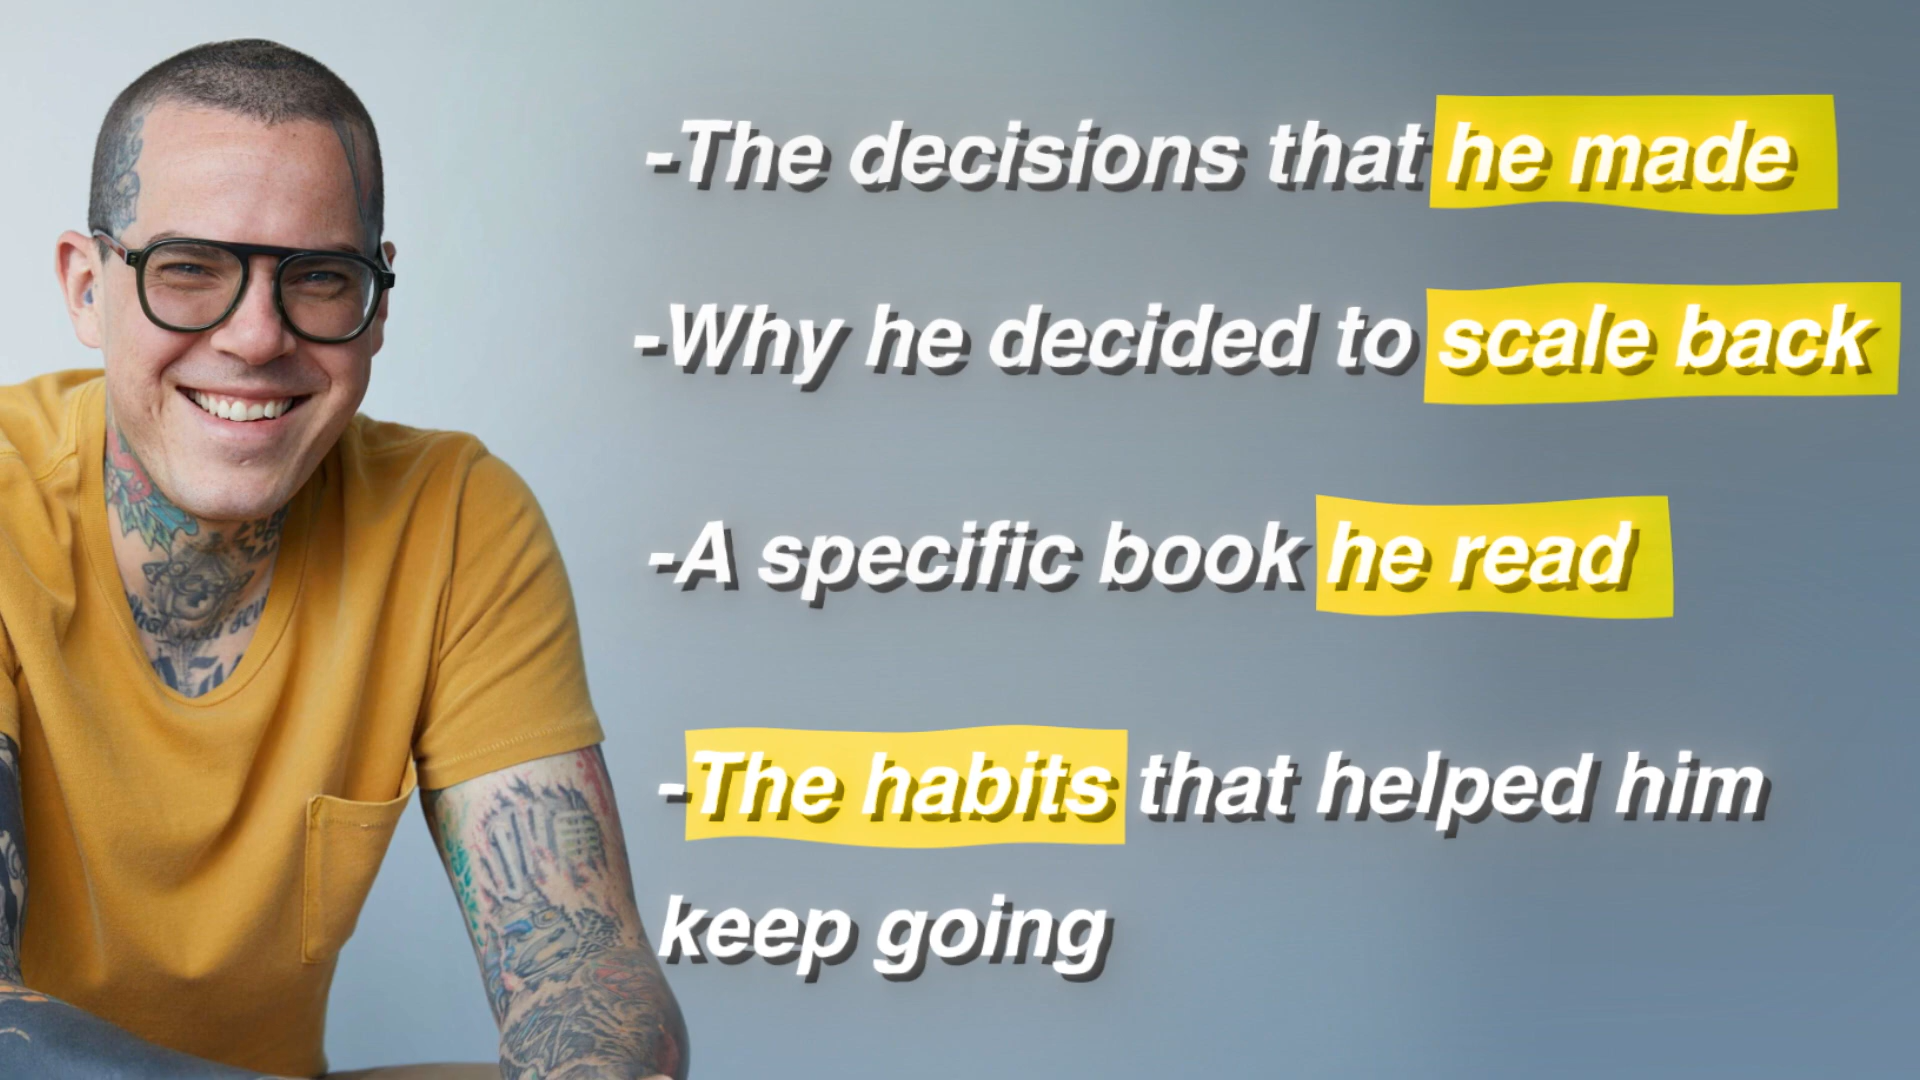 -The decisions that he made
-Why he decided to scale back
-A specific book he read
-The habits that helped him
keep going